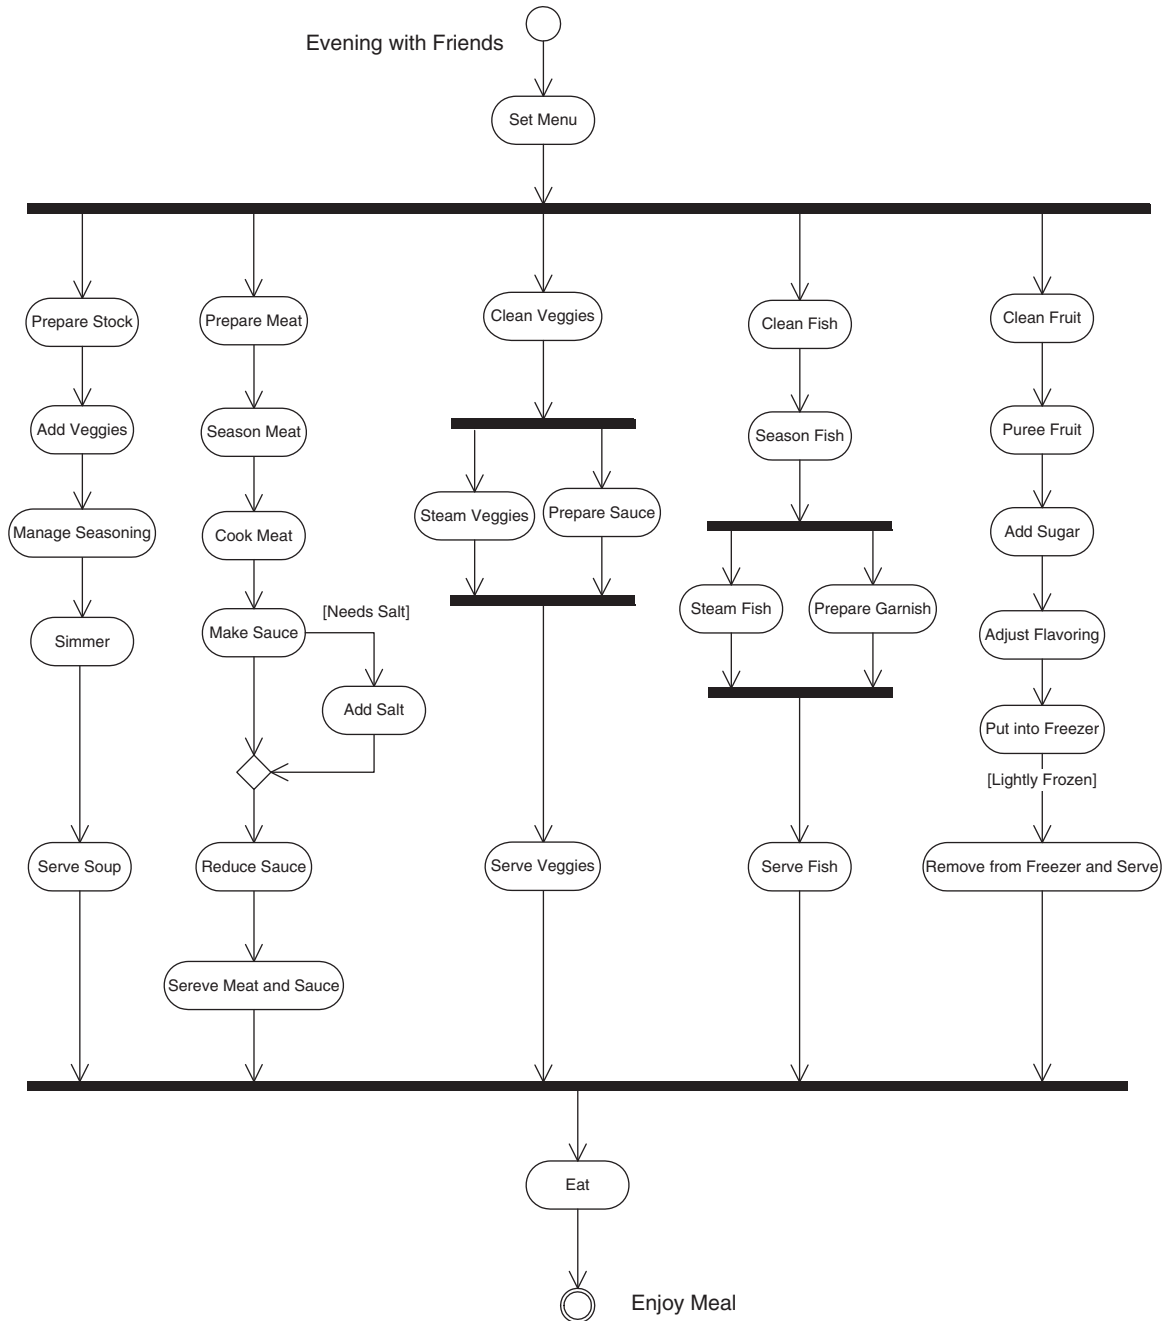 Evening with Friends
Set Menu
Prepare Stock
Add Veggies
Manage Seasoning
Simmer
Serve Soup
Prepare Meat
Season Meat
Cook Meat
Make Sauce
[Needs Salt]
Add Salt
Reduce Sauce
Sereve Meat and Sauce
Clean Veggies
Steam Veggies
Prepare Sauce
Serve Veggies
Clean Fish
Season Fish
Steam Fish
Prepare Garnish
Serve Fish
Clean Fruit
Puree Fruit
Add Sugar
Adjust Flavoring
Put into Freezer
[Lightly Frozen]
Remove from Freezer and Serve
Eat
Enjoy Meal